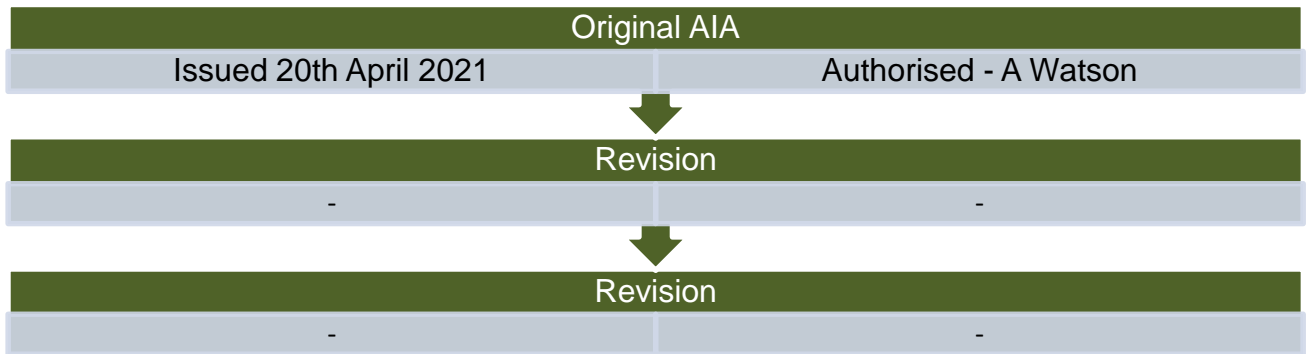 Original AIA
Issued 20th April 2021 Authorised - A Watson
Revision
- -
Revision
- -